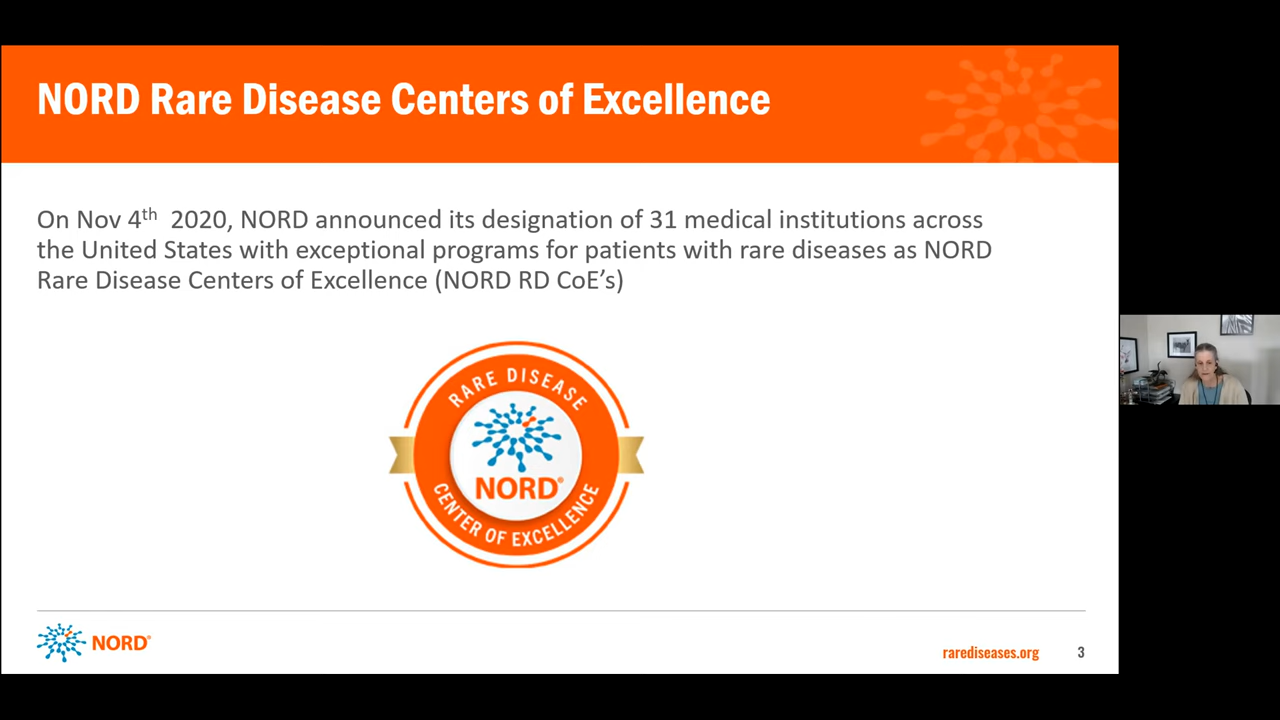 NORD Rare Disease Centers of Excellence
On Nov 4th 2020, NORD announced its designation of 31 medical institutions across
the United States with exceptional programs for patients with rare diseases as NORD
Rare Disease Centers of Excellence (NORD RD CoE's)
RARE DISEASE
NORD®
CENTER OF EXCELLENCE
NORD®
rarediseases.org 3